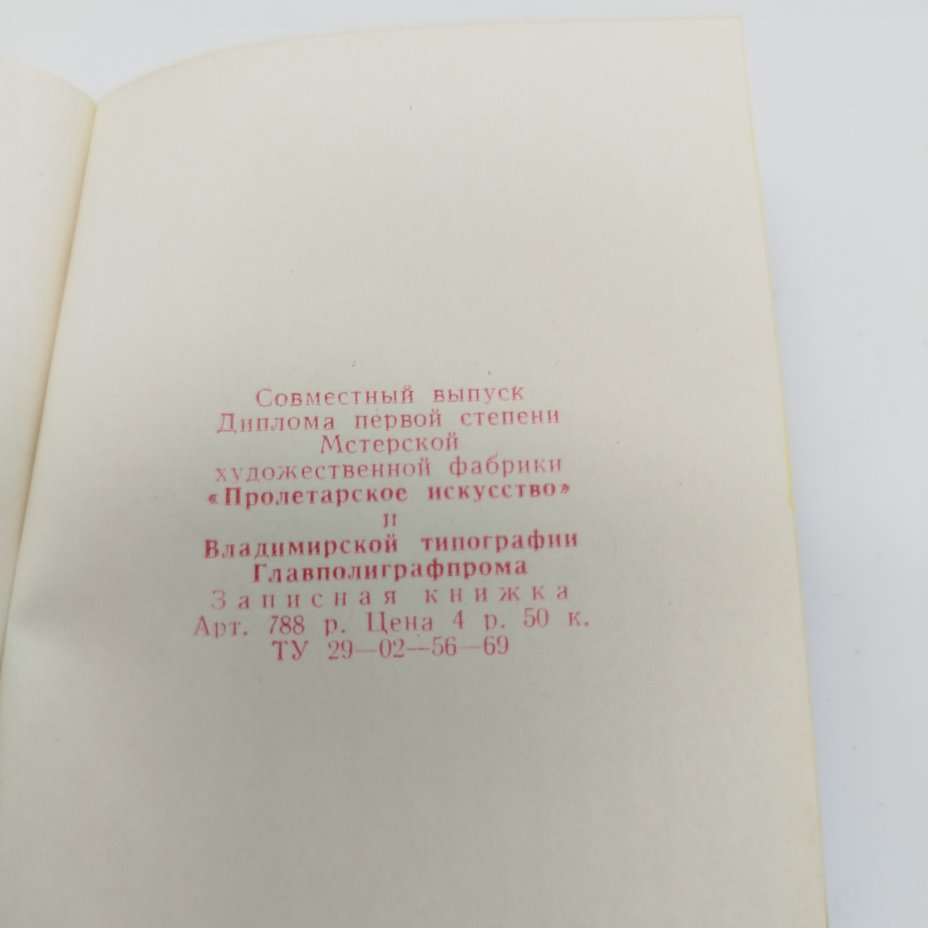 Совместный выпуск
Диплома первой степени
Мстерской
художественной фабрики
«Пролетарское искусство»
и
Владимирской типографии
Главполиграфпрома
Записная книжка
Арт. 788 р. Цена 4 р. 50 к.
ТУ 29—02—56—69